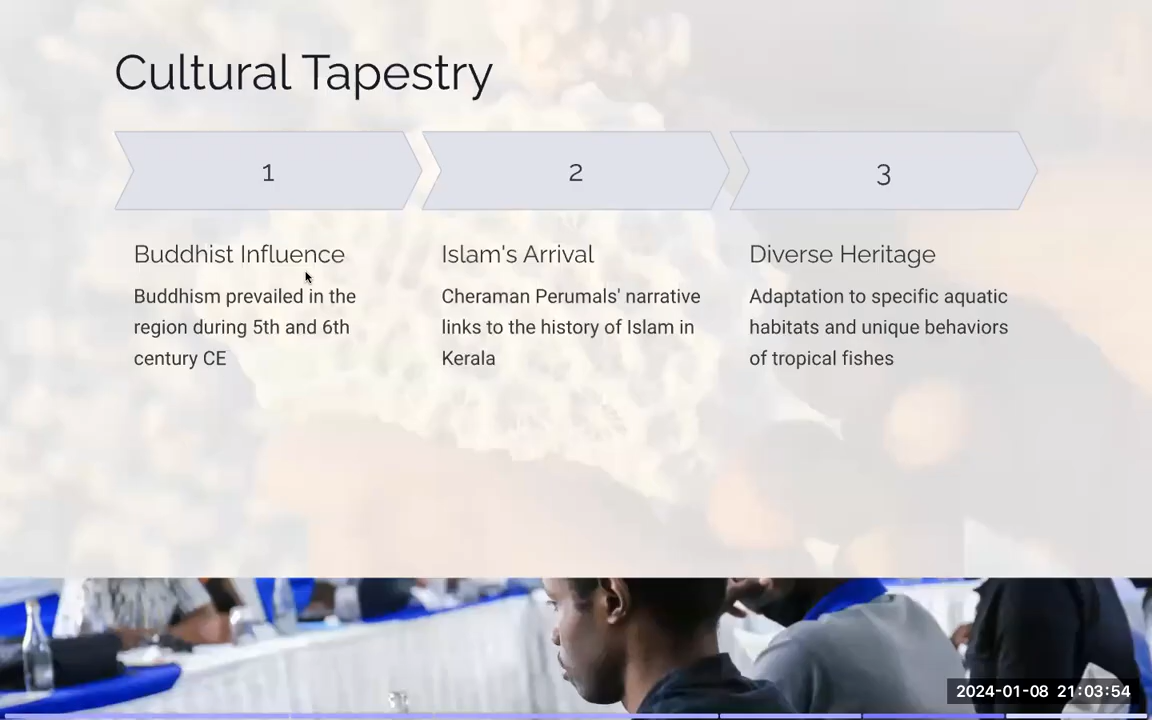 Cultural Tapestry
1
2
3
Buddhist Influence
Buddhism prevailed in the
region during 5th and 6th
century CE
Islam's Arrival
Cheraman Perumals' narrative
links to the history of Islam in
Kerala
Diverse Heritage
Adaptation to specific aquatic
habitats and unique behaviors
of tropical fishes
2024-01-08 21:03:54